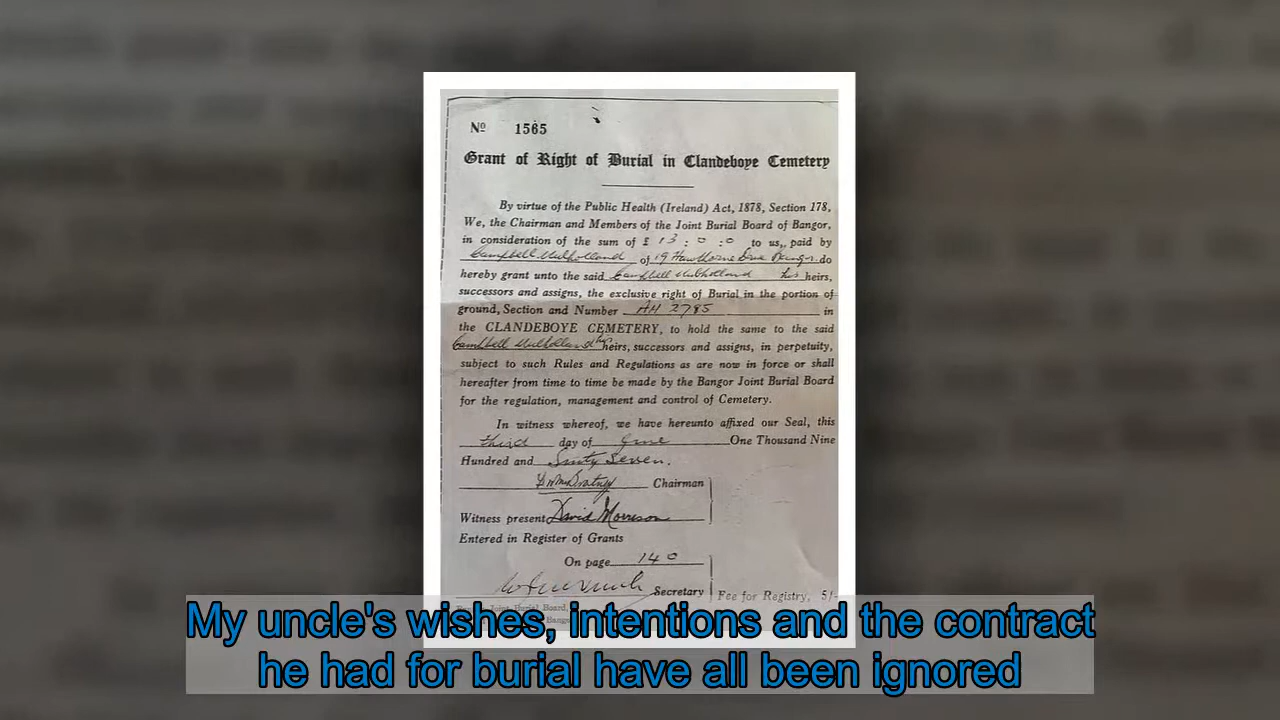 Nº 1565
Grant of Right of Burial in Clandeboye Cemetery
By virtue of the Public Health (Ireland) Act, 1878, Section 178,
We, the Chairman and Members of the Joint Burial Board of Bangor,
in consideration of the sum of £ 13 : 0 : 0 to us, paid by
Campbell Mulholland of 19 Hawthorne Drive Bangor do
hereby grant unto the said Campbell Mulholland his heirs,
successors and assigns, the exclusive right of Burial in the portion of
ground, Section and Number AH 2785 in
the CLANDEBOYE CEMETERY, to hold the same to the said
Campbell Mulholland his heirs, successors and assigns, in perpetuity,
subject to such Rules and Regulations as are now in force or shall
hereafter from time to time be made by the Bangor Joint Burial Board
for the regulation, management and control of Cemetery.
In witness whereof, we have hereunto affixed our Seal, this
third day of June One Thousand Nine
Hundred and Sixty Seven.
Chairman
Witness present David Morrison
Entered in Register of Grants
On page 140
Secretary Fee for Registry, 5/-
Joint Burial Board,
My uncle's wishes, intentions and the contract
he had for burial have all been ignored